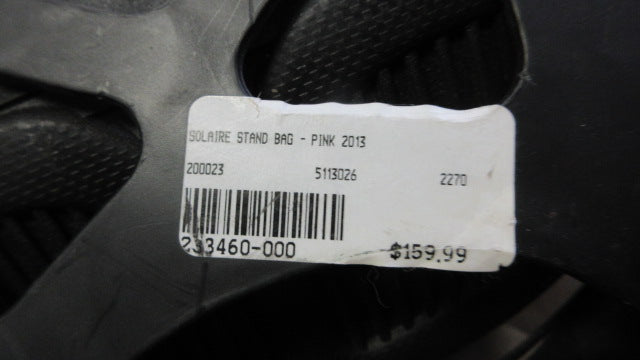 SOLAIRE STAND BAG - PINK 2013
200023 5113026 2270
233460-000 $159.99